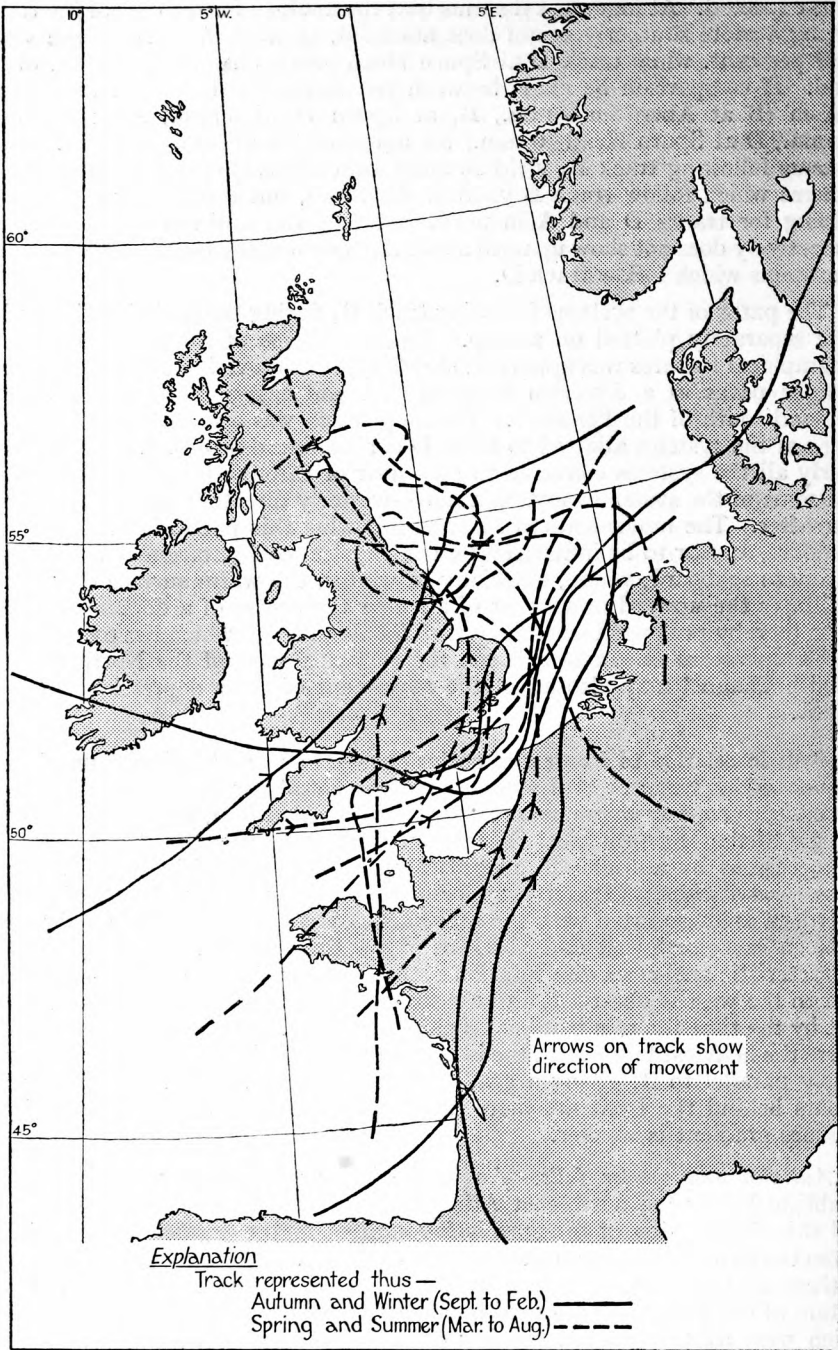 10° 5° W. 0° 5° E.
60°
55°
50°
45°
Arrows on track show
direction of movement
Explanation
Track represented thus —
Autumn and Winter (Sept. to Feb.)
Spring and Summer (Mar. to Aug.)